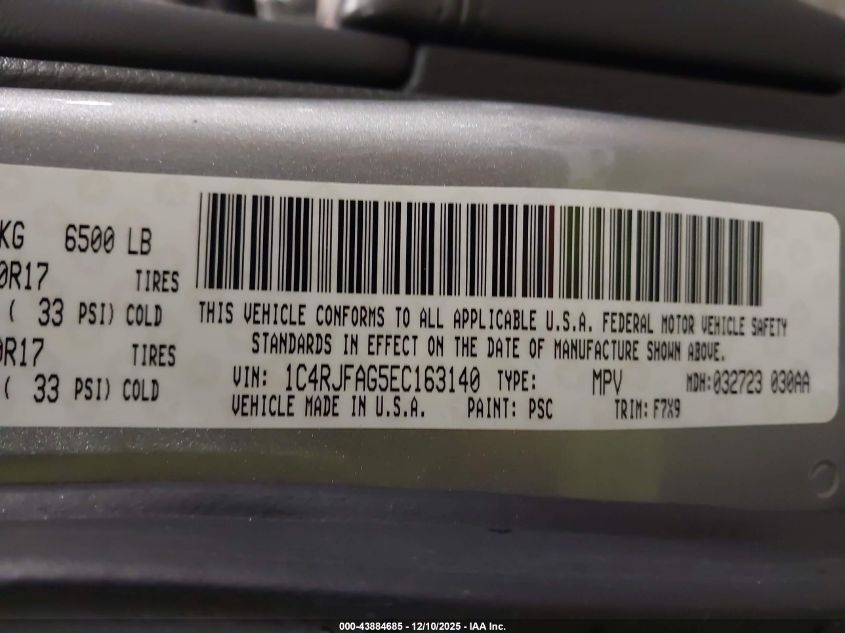 KG 6500 LB
0R17 TIRES
( 33 PSI) COLD
0R17 TIRES
( 33 PSI) COLD
THIS VEHICLE CONFORMS TO ALL APPLICABLE U.S.A. FEDERAL MOTOR VEHICLE SAFETY
STANDARDS IN EFFECT ON THE DATE OF MANUFACTURE SHOWN ABOVE.
VIN: 1C4RJFAG5EC163140 TYPE: MPV MDH:032723 030AA
VEHICLE MADE IN U.S.A. PAINT: PSC TRIM: F7X9
000-43884685 - 12/10/2025 - IAA Inc.